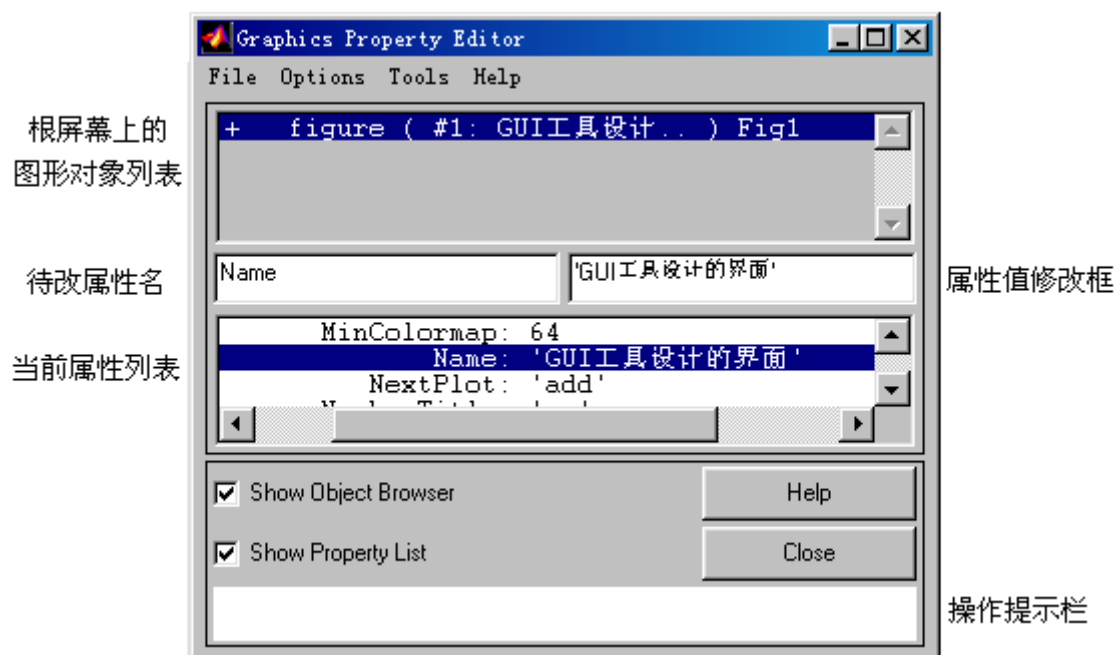 Graphics Property Editor
File Options Tools Help
根屏幕上的
图形对象列表
+ figure ( #1: GUI工具设计.. ) Fig1
待改属性名
Name
'GUI工具设计的界面'
属性值修改框
当前属性列表
MinColormap: 64
Name: 'GUI工具设计的界面'
NextPlot: 'add'
Show Object Browser
Help
Show Property List
Close
操作提示栏